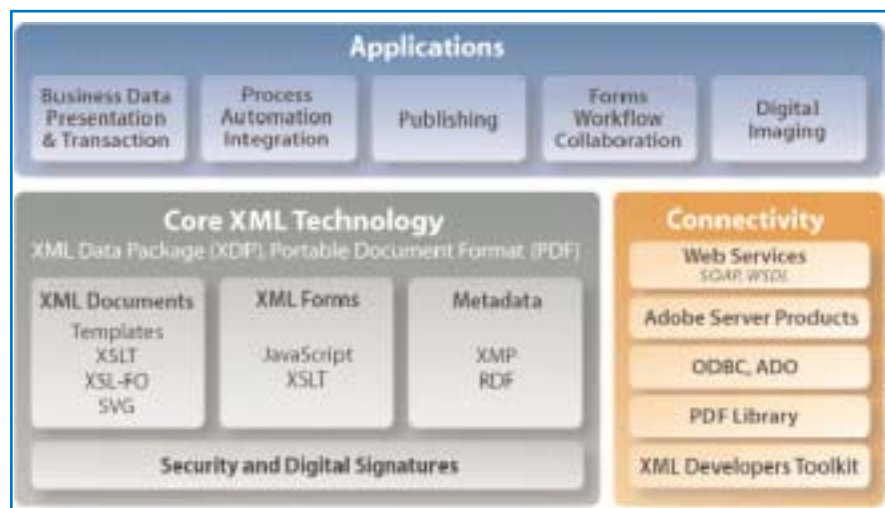 Applications
Business Data
Presentation
& Transaction
Process
Automation
Integration
Publishing
Forms
Workflow
Collaboration
Digital
Imaging
Core XML Technology
XML Data Package (XDP), Portable Document Format (PDF)
XML Documents
Templates
XSLT
XSL-FO
SVG
XML Forms
JavaScript
XSLT
Metadata
XMP
RDF
Security and Digital Signatures
Connectivity
Web Services
SOAP, WSDL
Adobe Server Products
ODBC, ADO
PDF Library
XML Developers Toolkit